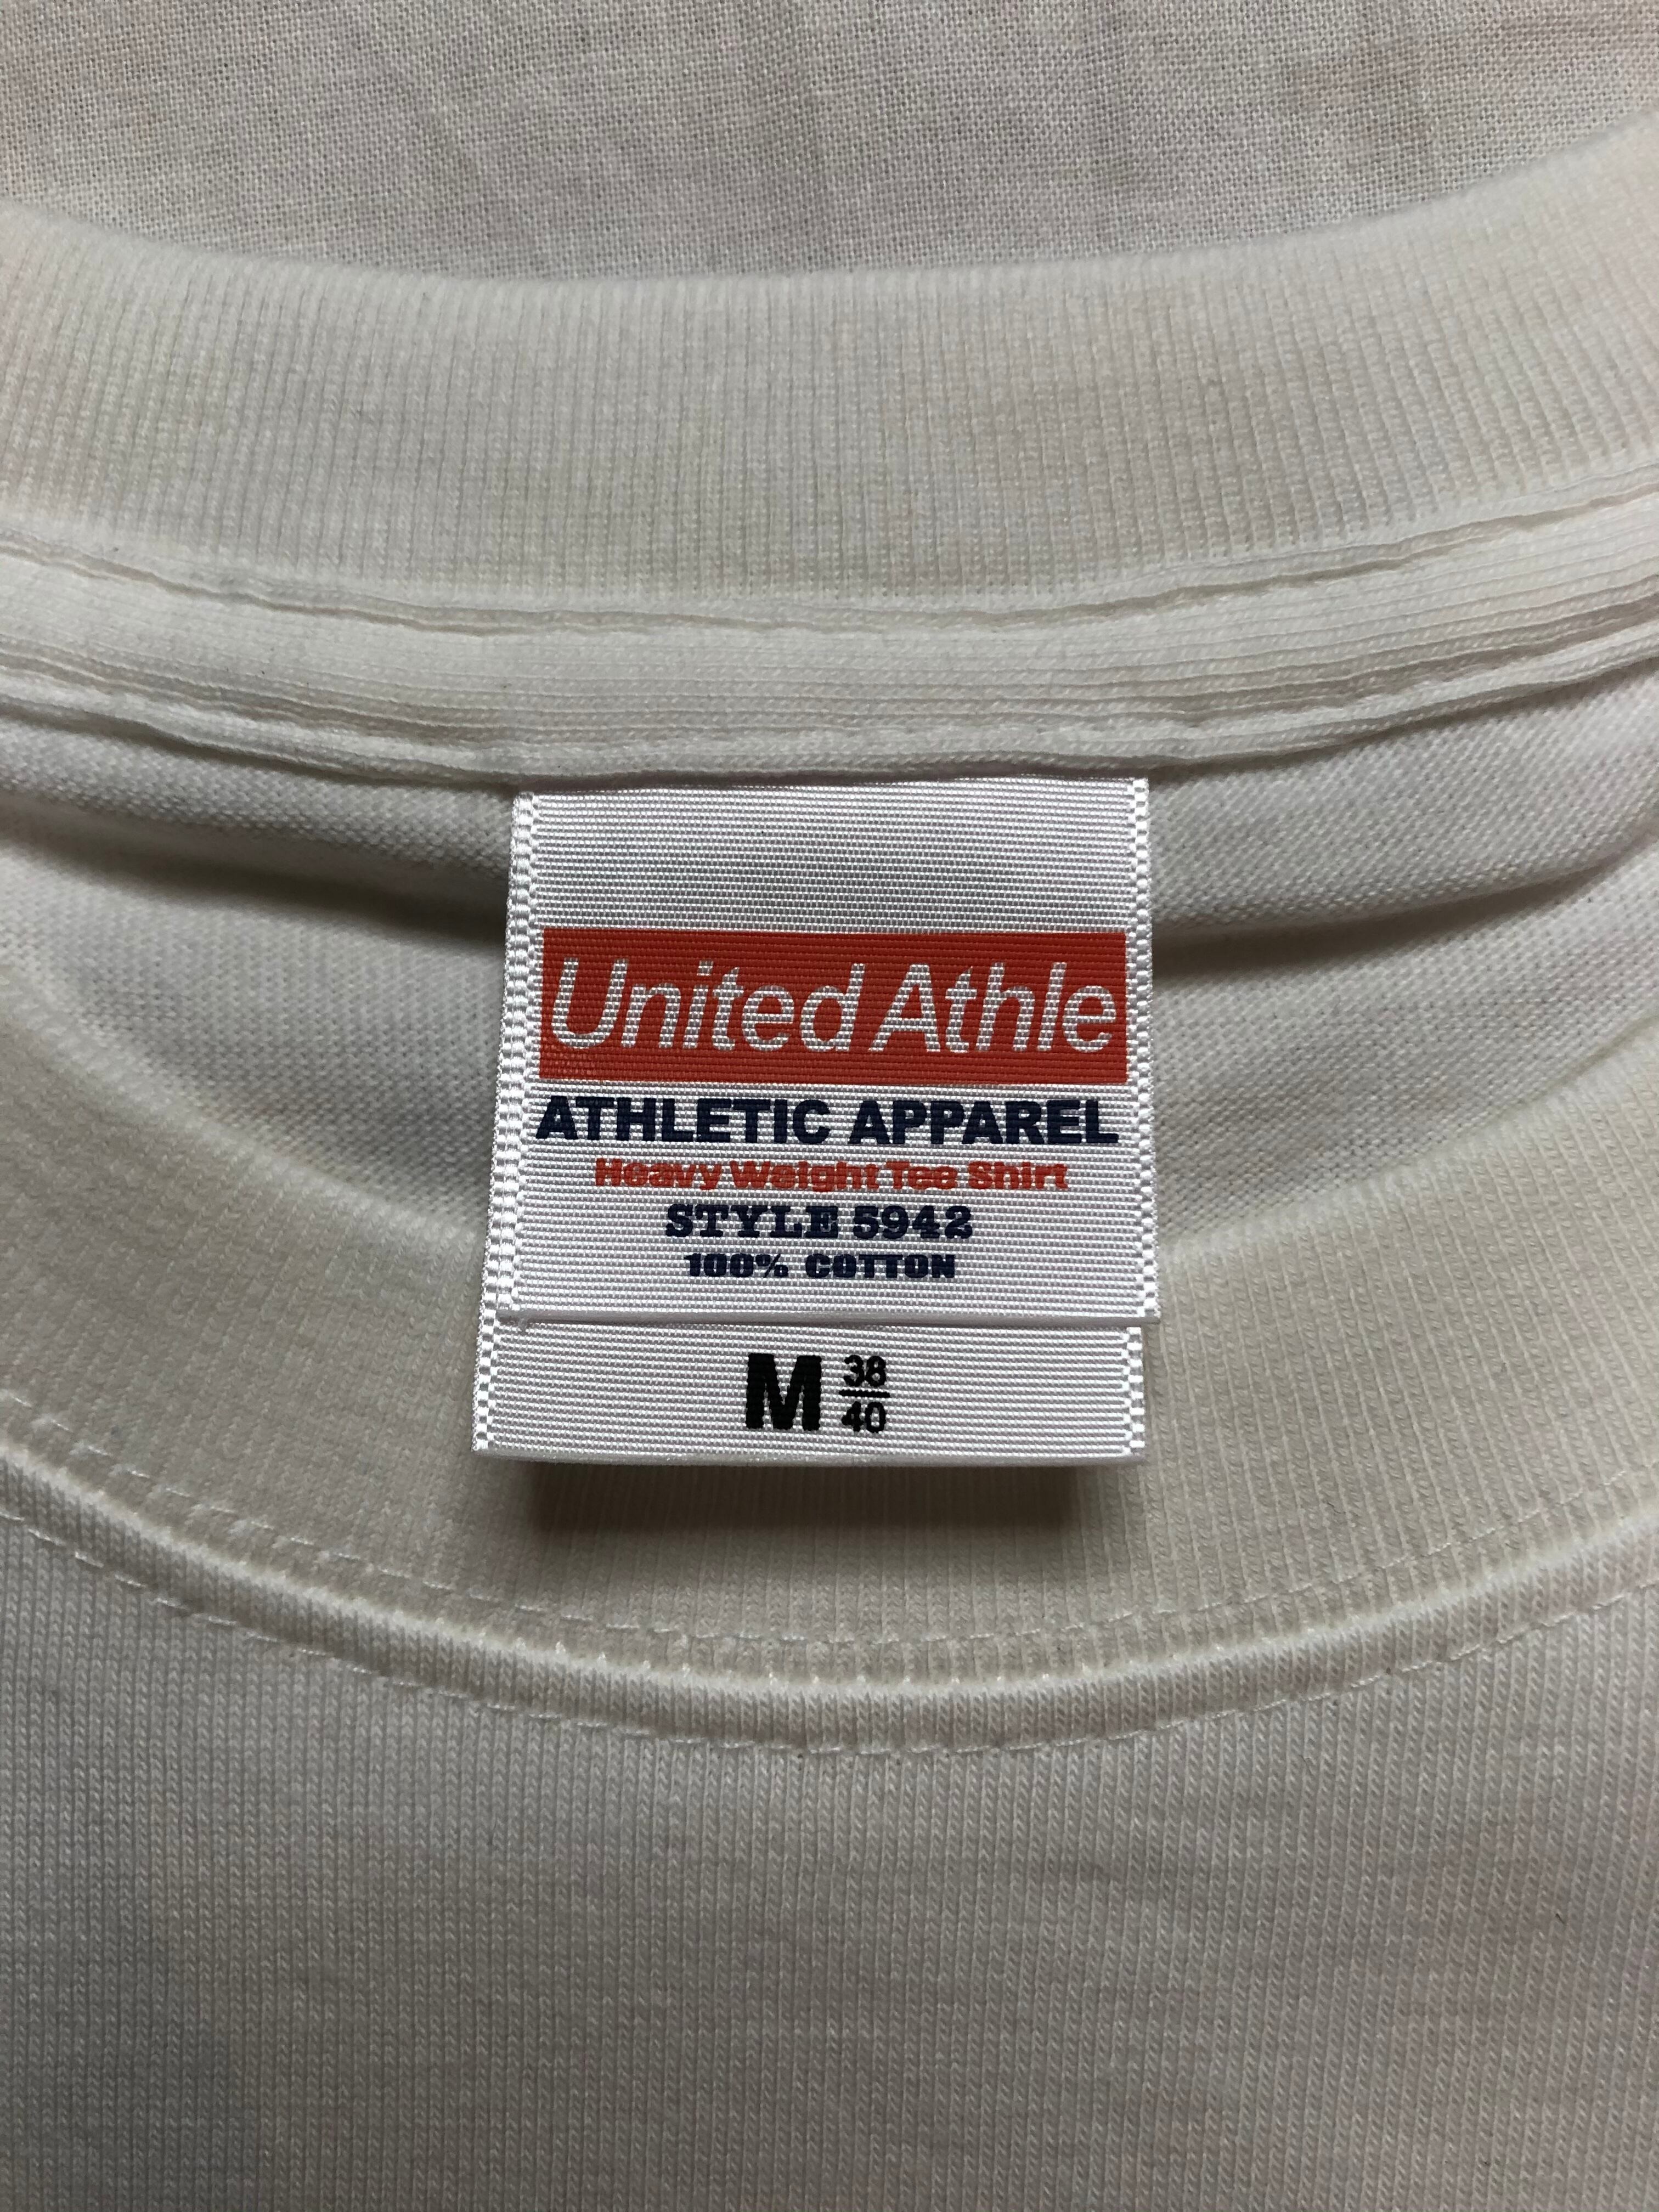 United Athle
ATHLETIC APPAREL
Heavy Weight Tee Shirt
STYLE 5942
100% COTTON
M 38/40